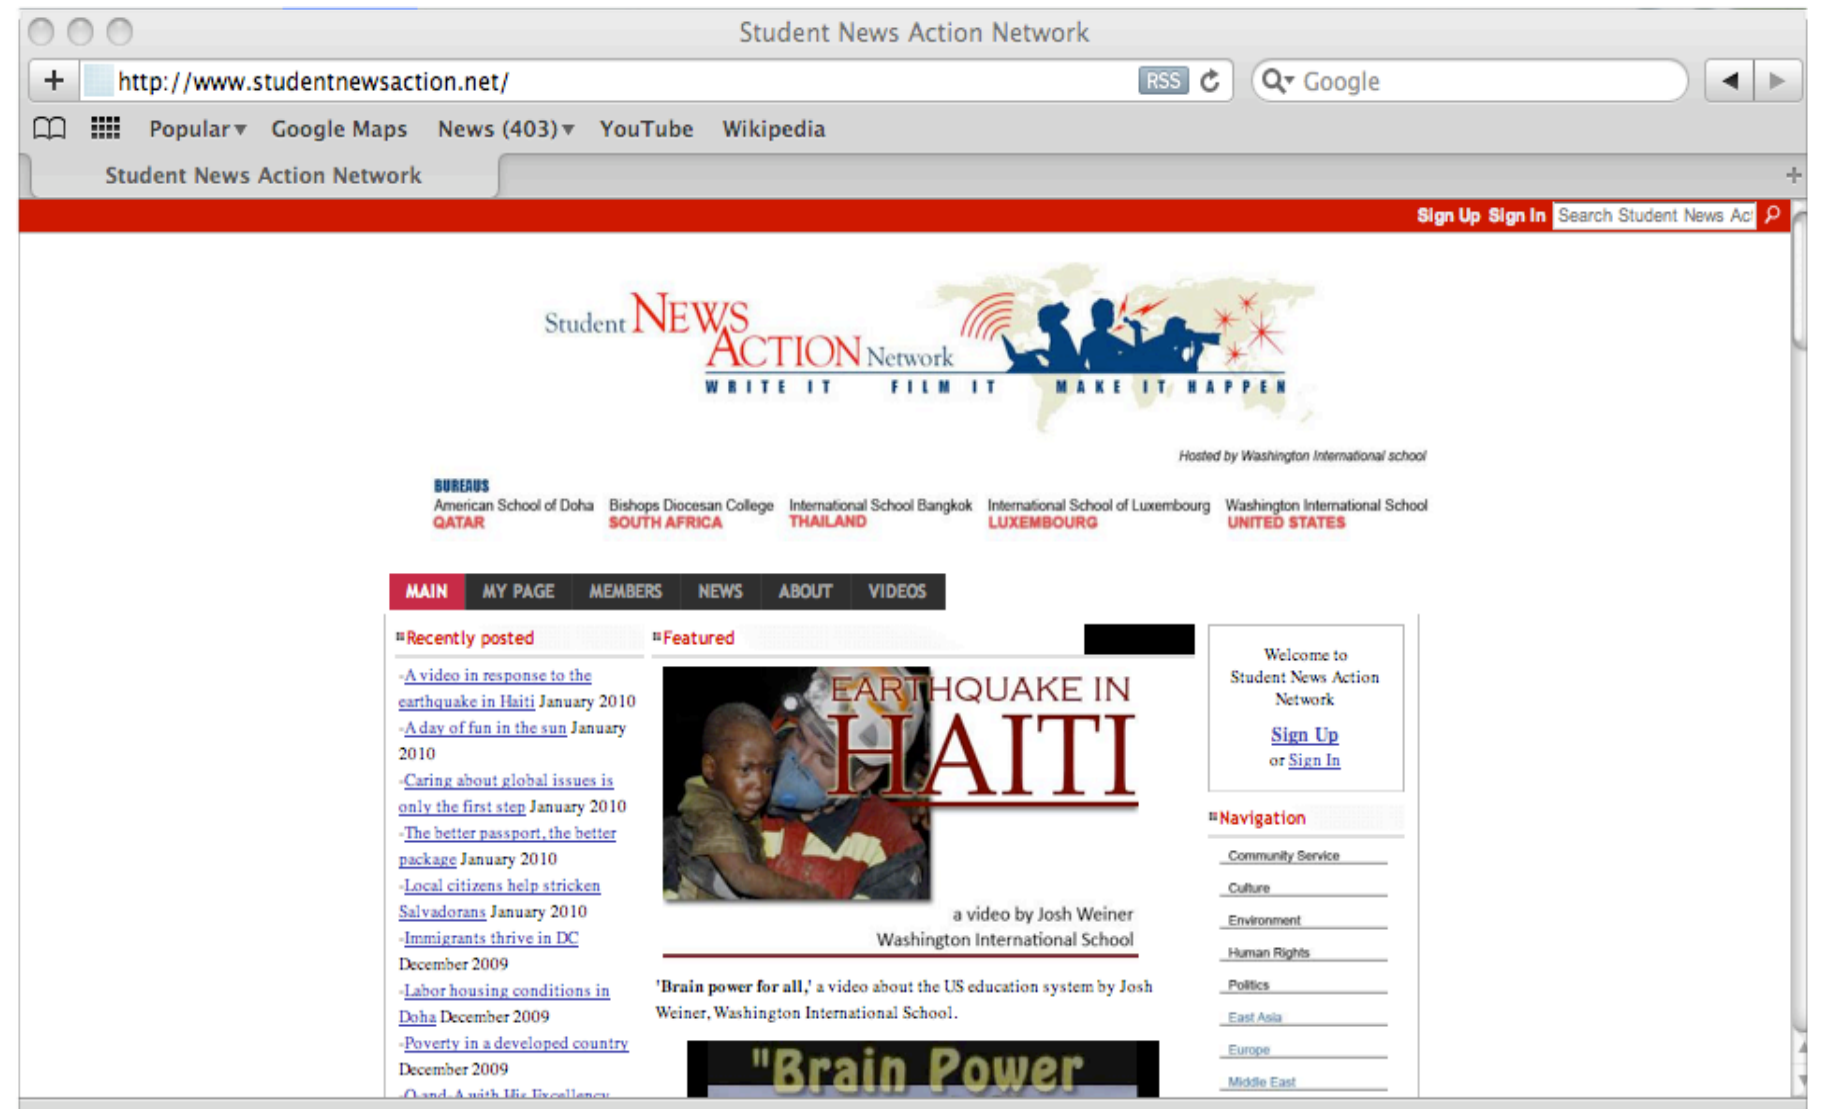 Student News Action Network
http://www.studentnewsaction.net/
RSS
Google
Popular
Google Maps
News (403)
YouTube
Wikipedia
Student News Action Network
Sign Up Sign In
Search Student News Ac
Student NEWS
ACTION Network
WRITE IT FILM IT MAKE IT HAPPEN
Hosted by Washington International school
BUREAUS
American School of Doha
QATAR
Bishops Diocesan College
SOUTH AFRICA
International School Bangkok
THAILAND
International School of Luxembourg
LUXEMBOURG
Washington International School
UNITED STATES
MAIN MY PAGE MEMBERS NEWS ABOUT VIDEOS
Recently posted
-A video in response to the
earthquake in Haiti January 2010
-A day of fun in the sun January
2010
-Caring about global issues is
only the first step January 2010
-The better passport, the better
package January 2010
-Local citizens help stricken
Salvadorans January 2010
-Immigrants thrive in DC
December 2009
-Labor housing conditions in
Doha December 2009
-Poverty in a developed country
December 2009
-Q-and-A with His Excellency
Featured
EARTHQUAKE IN
HAITI
a video by Josh Weiner
Washington International School
'Brain power for all,' a video about the US education system by Josh
Weiner, Washington International School.
"Brain Power
Welcome to
Student News Action
Network
Sign Up
or Sign In
Navigation
Community Service
Culture
Environment
Human Rights
Politics
East Asia
Europe
Middle East